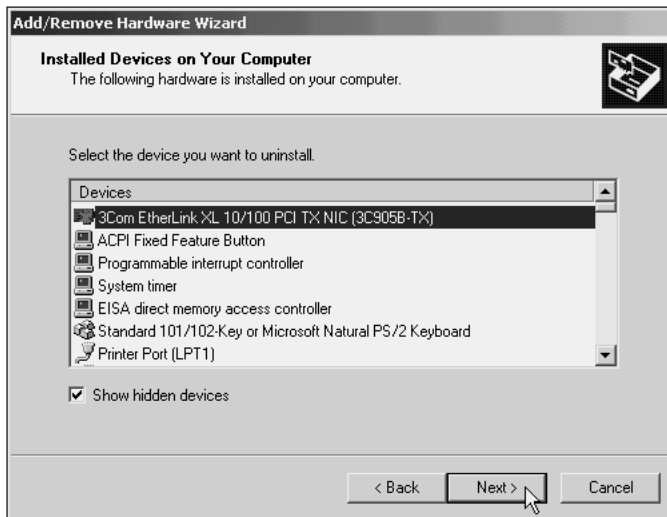 Add/Remove Hardware Wizard
Installed Devices on Your Computer
The following hardware is installed on your computer.
Select the device you want to uninstall.
Devices
3Com EtherLink XL 10/100 PCI TX NIC (3C905B-TX)
ACPI Fixed Feature Button
Programmable interrupt controller
System timer
EISA direct memory access controller
Standard 101/102-Key or Microsoft Natural PS/2 Keyboard
Printer Port (LPT1)
Show hidden devices
< Back Next > Cancel